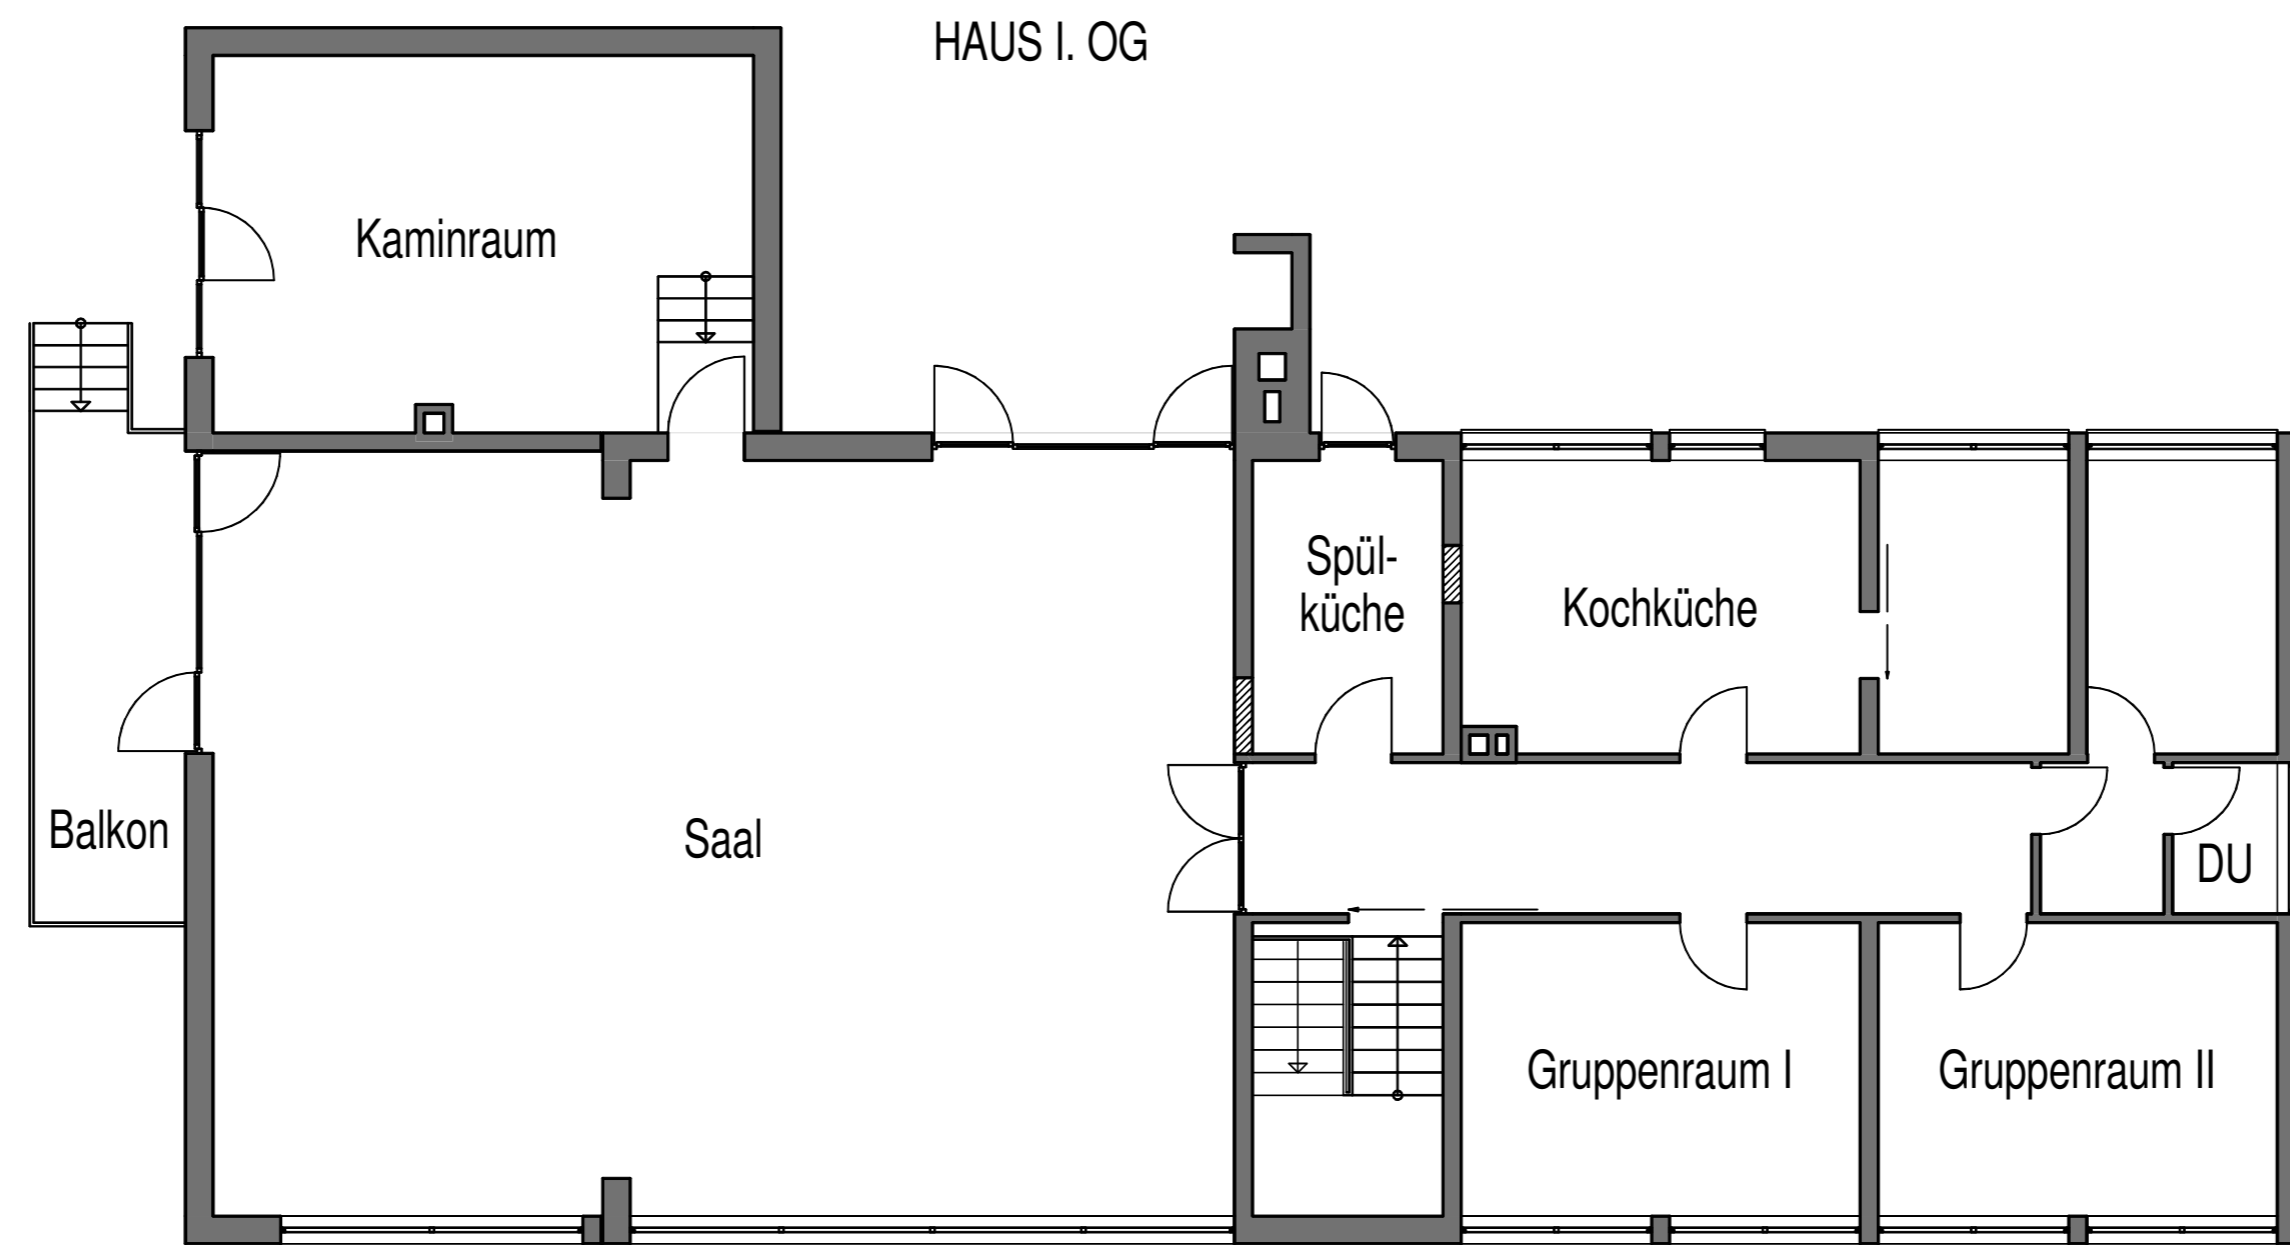 HAUS I. OG
Kaminraum
Spül-
küche
Kochküche
Balkon
Saal
DU
Gruppenraum I
Gruppenraum II